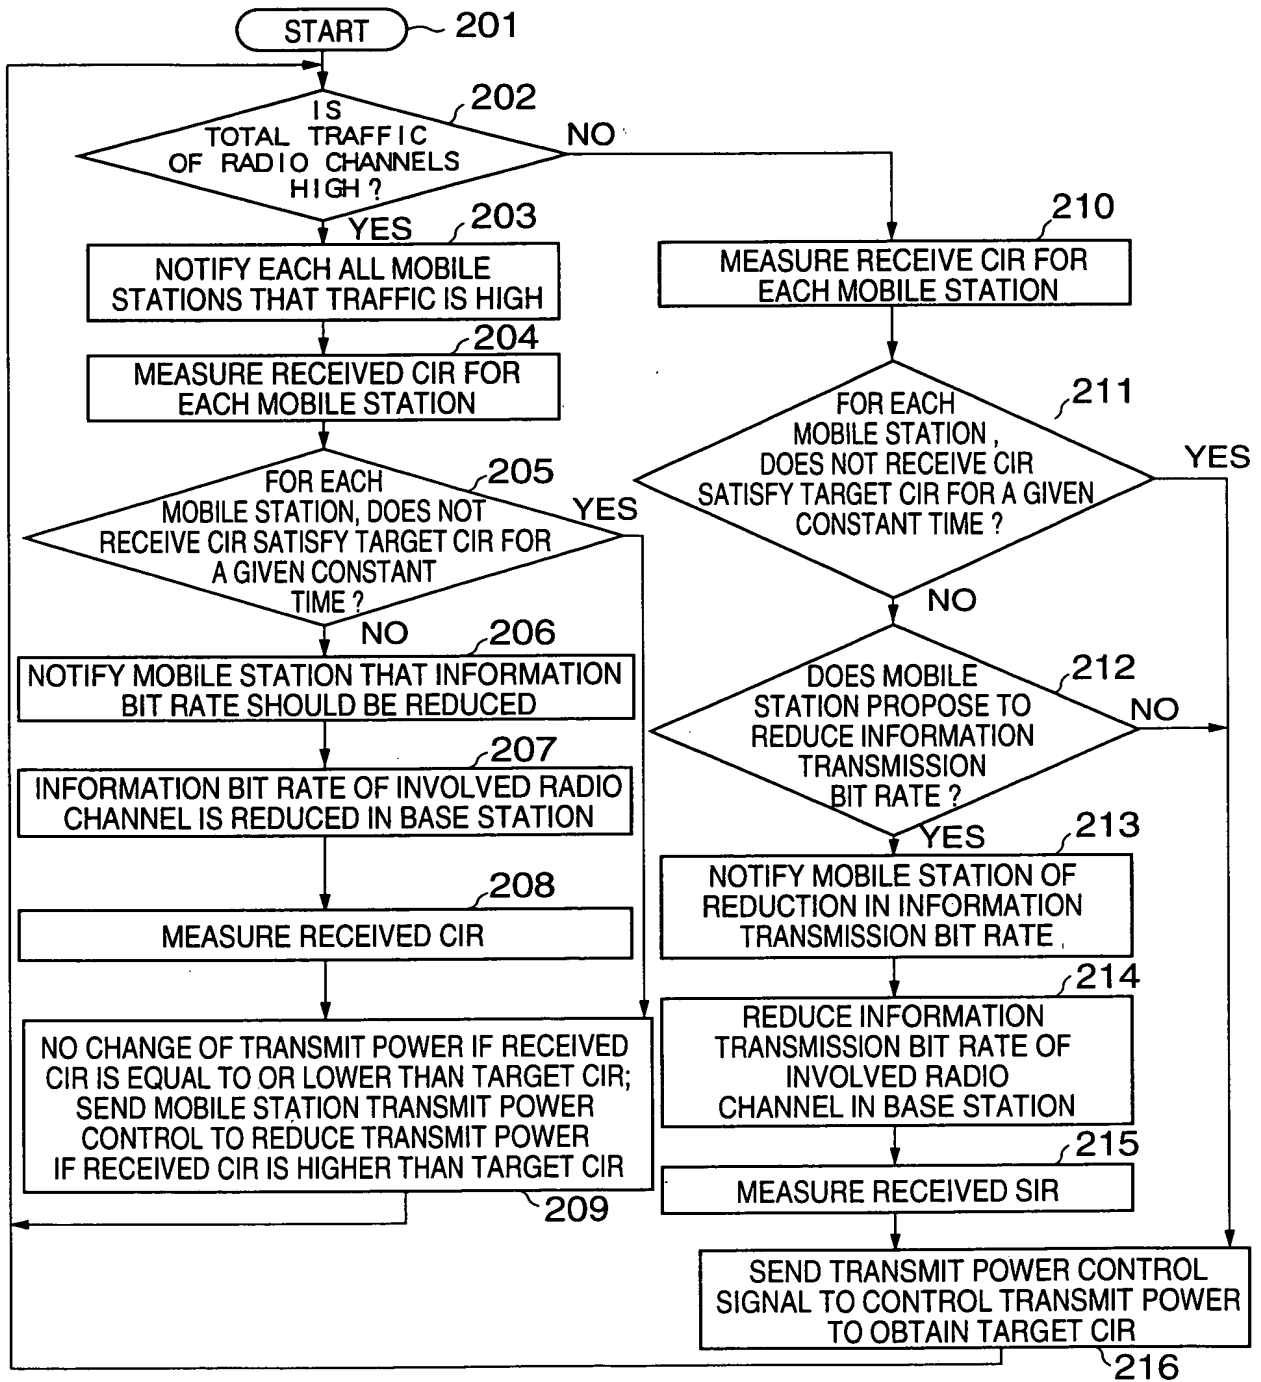 START
201
IS
TOTAL TRAFFIC
OF RADIO CHANNELS
HIGH?
202
NO
YES
203
NOTIFY EACH ALL MOBILE
STATIONS THAT TRAFFIC IS HIGH
204
MEASURE RECEIVED CIR FOR
EACH MOBILE STATION
205
FOR EACH
MOBILE STATION, DOES NOT
RECEIVE CIR SATISFY TARGET CIR FOR
A GIVEN CONSTANT
TIME?
YES
NO
206
NOTIFY MOBILE STATION THAT INFORMATION
BIT RATE SHOULD BE REDUCED
207
INFORMATION BIT RATE OF INVOLVED RADIO
CHANNEL IS REDUCED IN BASE STATION
208
MEASURE RECEIVED CIR
NO CHANGE OF TRANSMIT POWER IF RECEIVED
CIR IS EQUAL TO OR LOWER THAN TARGET CIR;
SEND MOBILE STATION TRANSMIT POWER
CONTROL TO REDUCE TRANSMIT POWER
IF RECEIVED CIR IS HIGHER THAN TARGET CIR
209
210
MEASURE RECEIVE CIR FOR
EACH MOBILE STATION
211
FOR EACH
MOBILE STATION ,
DOES NOT RECEIVE CIR
SATISFY TARGET CIR FOR A GIVEN
CONSTANT TIME?
YES
NO
212
DOES MOBILE
STATION PROPOSE TO
REDUCE INFORMATION
TRANSMISSION
BIT RATE?
NO
YES
213
NOTIFY MOBILE STATION OF
REDUCTION IN INFORMATION
TRANSMISSION BIT RATE
214
REDUCE INFORMATION
TRANSMISSION BIT RATE OF
INVOLVED RADIO
CHANNEL IN BASE STATION
215
MEASURE RECEIVED SIR
SEND TRANSMIT POWER CONTROL
SIGNAL TO CONTROL TRANSMIT POWER
TO OBTAIN TARGET CIR
216